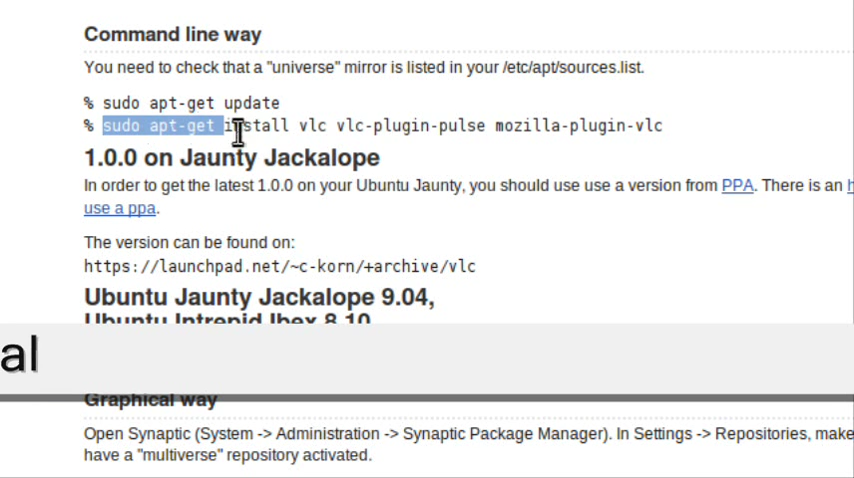 Command line way
You need to check that a "universe" mirror is listed in your /etc/apt/sources.list.
% sudo apt-get update
% sudo apt-get install vlc vlc-plugin-pulse mozilla-plugin-vlc
1.0.0 on Jaunty Jackalope
In order to get the latest 1.0.0 on your Ubuntu Jaunty, you should use use a version from PPA. There is an h
use a ppa.
The version can be found on:
https://launchpad.net/~c-korn/+archive/vlc
Ubuntu Jaunty Jackalope 9.04,
Ubuntu Intrepid Ibex 8.10
al
Graphical way
Open Synaptic (System -> Administration -> Synaptic Package Manager). In Settings -> Repositories, make
have a "multiverse" repository activated.